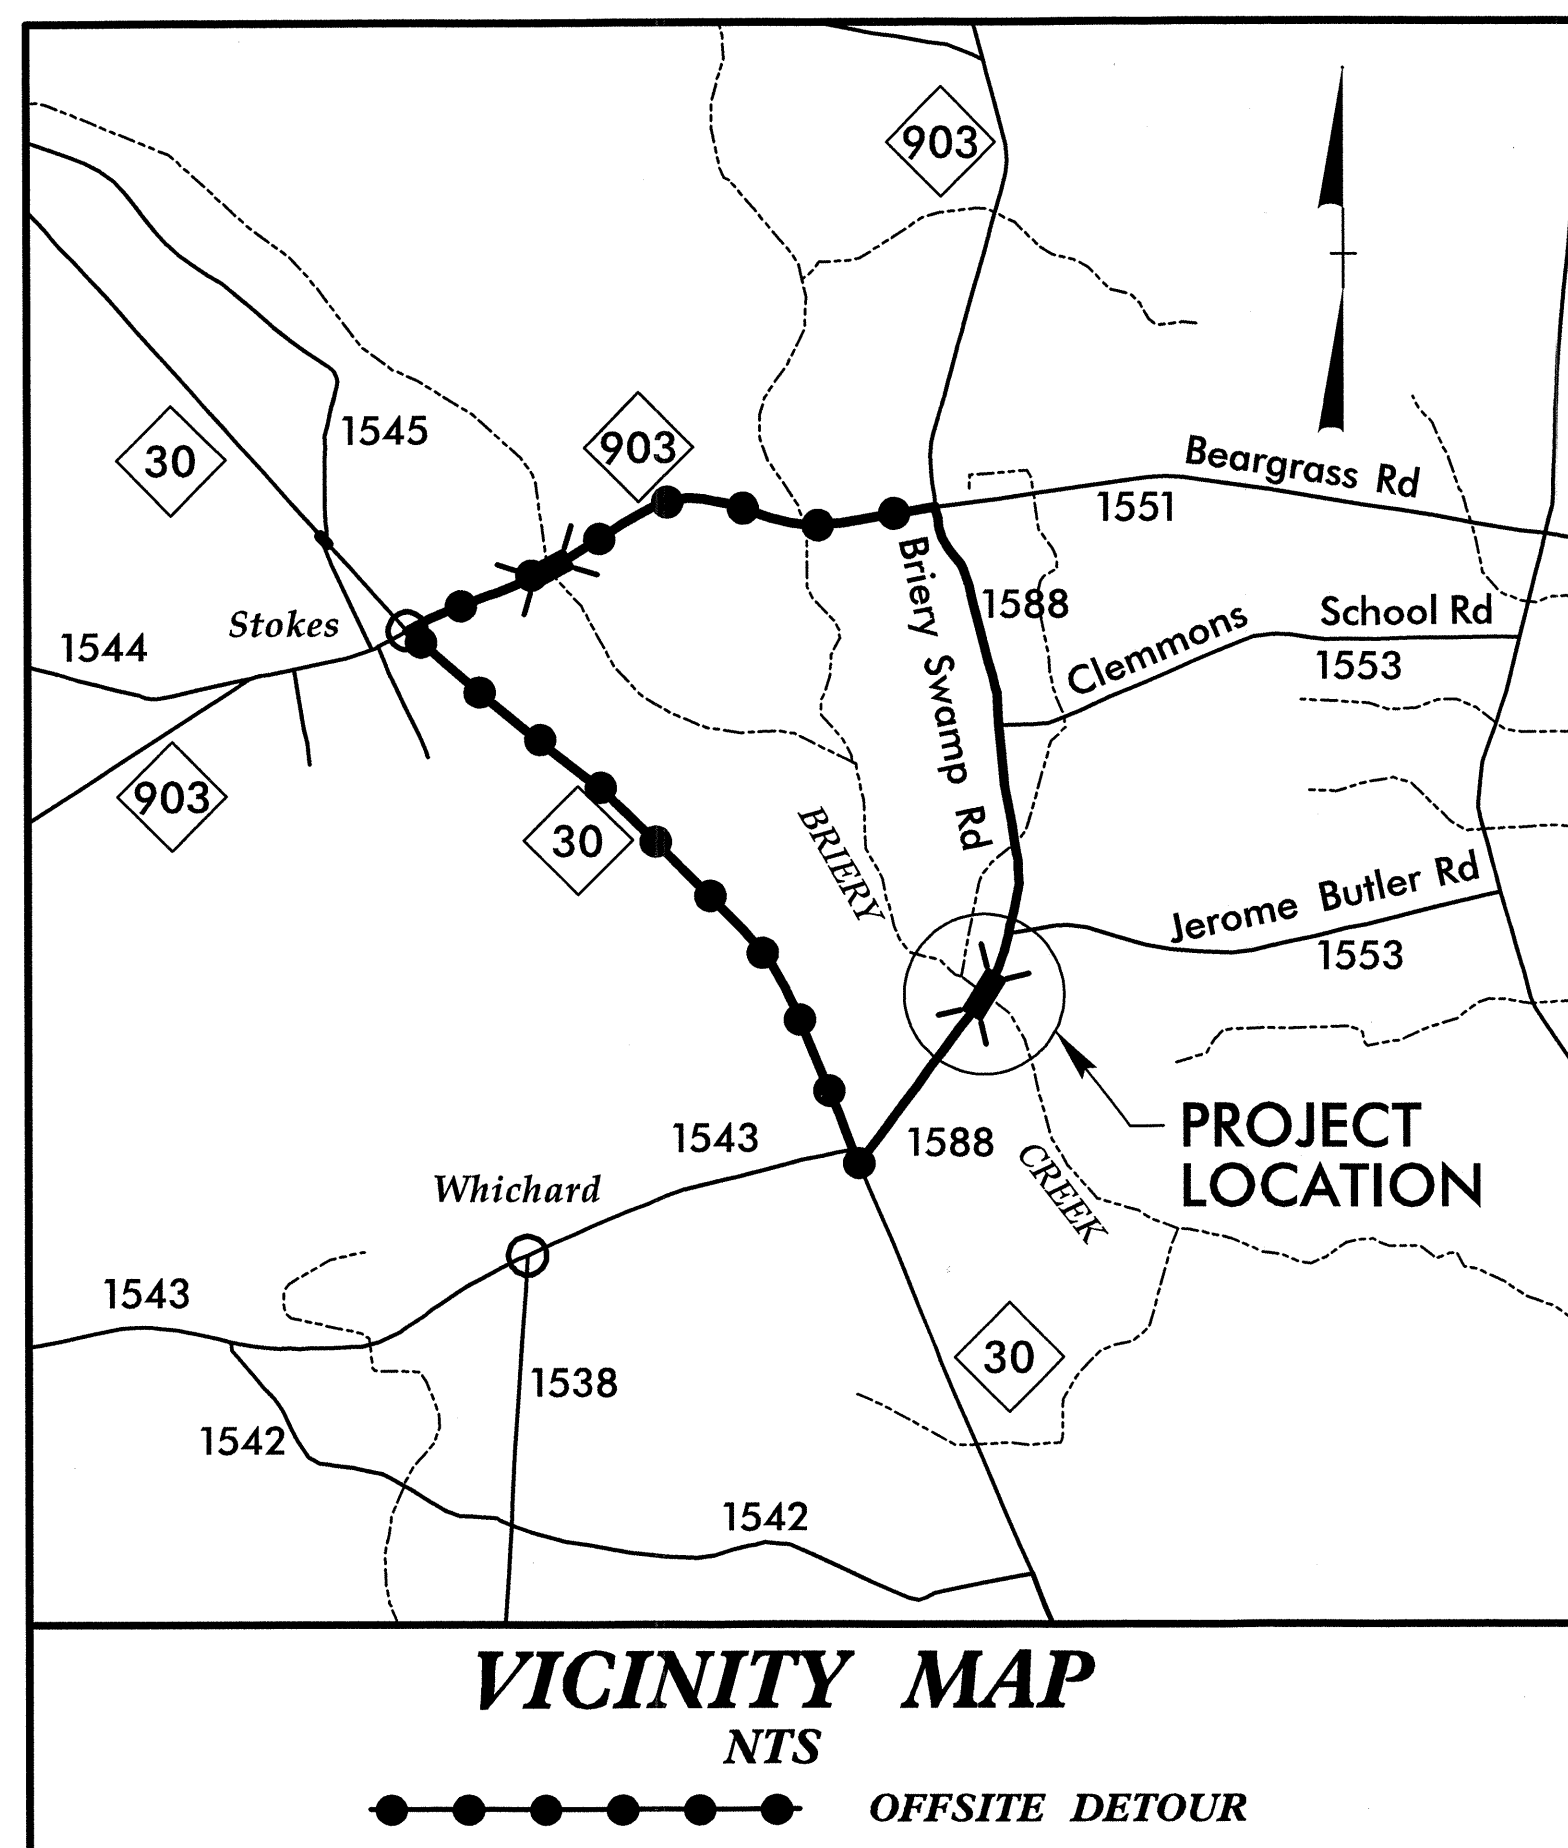 903
Beargrass Rd
1545
903
30
1551
Briery Swamp Rd
1588
School Rd
Stokes
Clemmons
1544
1553
903
30
BRIERY
Jerome Butler Rd
1553
PROJECT
LOCATION
1543
1588
CREEK
Whichard
1543
30
1538
1542
1542
VICINITY MAP
NTS
OFFSITE DETOUR